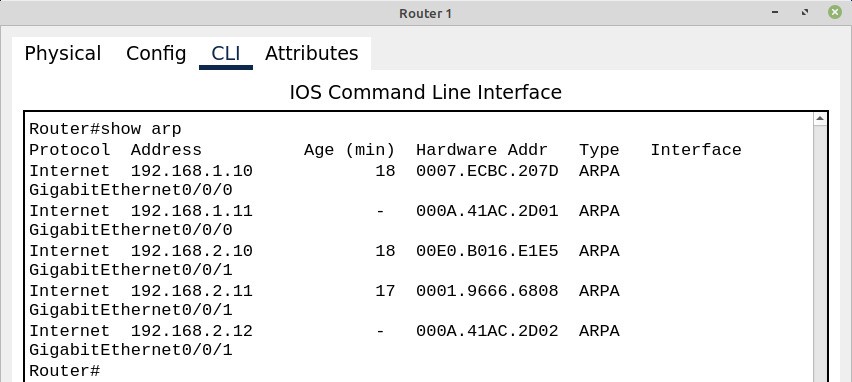 Router 1
Physical Config CLI Attributes
IOS Command Line Interface
Router#show arp
Protocol  Address          Age (min)  Hardware Addr   Type   Interface
Internet  192.168.1.10            18  0007.ECBC.207D  ARPA
GigabitEthernet0/0/0
Internet  192.168.1.11            -   000A.41AC.2D01  ARPA
GigabitEthernet0/0/0
Internet  192.168.2.10            18  00E0.B016.E1E5  ARPA
GigabitEthernet0/0/1
Internet  192.168.2.11            17  0001.9666.6808  ARPA
GigabitEthernet0/0/1
Internet  192.168.2.12            -   000A.41AC.2D02  ARPA
GigabitEthernet0/0/1
Router#